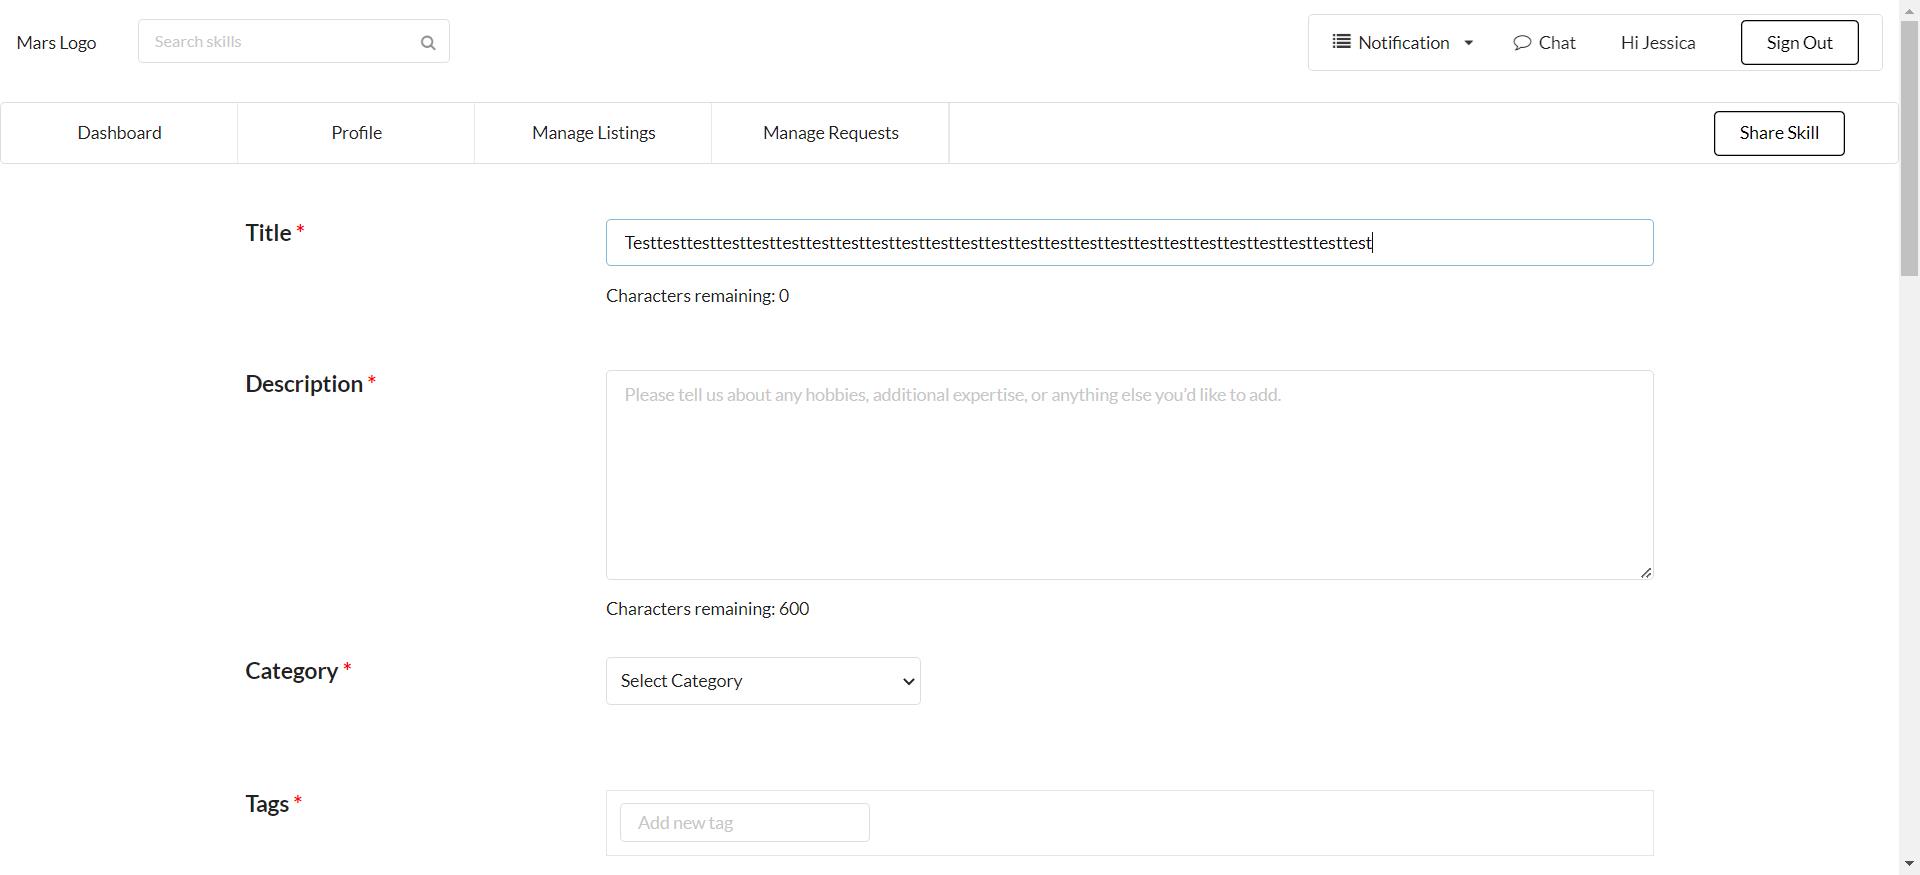 Mars Logo
Search skills
Notification
Chat
Hi Jessica
Sign Out
Dashboard
Profile
Manage Listings
Manage Requests
Share Skill
Title *
Testtesttesttesttesttesttesttesttesttesttesttesttesttesttesttesttesttesttesttesttesttesttesttesttest
Characters remaining: 0
Description *
Please tell us about any hobbies, additional expertise, or anything else you'd like to add.
Characters remaining: 600
Category *
Select Category
Tags *
Add new tag